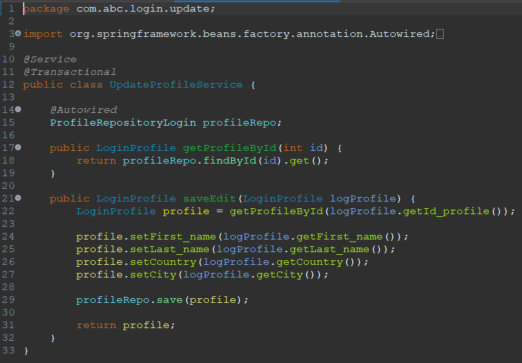 1 package com.abc.login.update;
2
3 import org.springframework.beans.factory.annotation.Autowired;
9
10 @Service
11 @Transactional
12 public class UpdateProfileService {
13
14 @Autowired
15 ProfileRepositoryLogin profileRepo;
16
17 public LoginProfile getProfileById(int id) {
18 return profileRepo.findById(id).get();
19 }
20
21 public LoginProfile saveEdit(LoginProfile logProfile) {
22 LoginProfile profile = getProfileById(logProfile.getId_profile());
23
24 profile.setFirst_name(logProfile.getFirst_name());
25 profile.setLast_name(logProfile.getLast_name());
26 profile.setCountry(logProfile.getCountry());
27 profile.setCity(logProfile.getCity());
28
29 profileRepo.save(profile);
30
31 return profile;
32 }
33 }